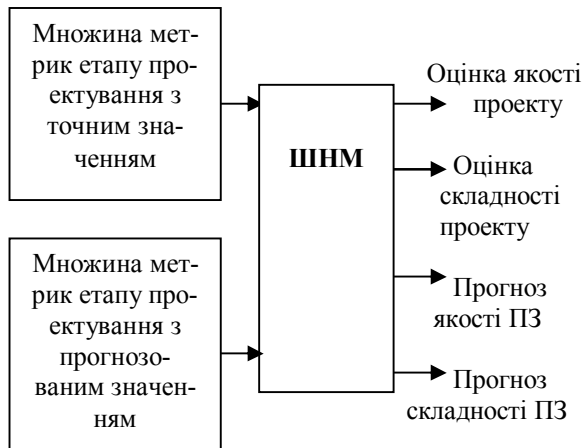 Множина мет-
рик етапу про-
ектування з
точним зна-
ченням
Множина мет-
рик етапу про-
ектування з
прогнозо-
ваним значен-
ням
ШНМ
Оцінка якості
проекту
Оцінка
складності
проекту
Прогноз
якості ПЗ
Прогноз
складності ПЗ